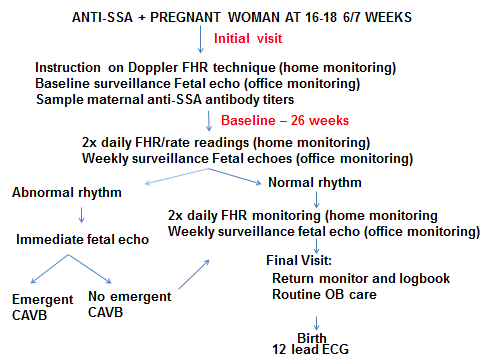 ANTI-SSA + PREGNANT WOMAN AT 16-18 6/7 WEEKS
Initial visit
Instruction on Doppler FHR technique (home monitoring)
Baseline surveillance Fetal echo (office monitoring)
Sample maternal anti-SSA antibody titers
Baseline – 26 weeks
2x daily FHR/rate readings (home monitoring)
Weekly surveillance Fetal echoes (office monitoring)
Abnormal rhythm
Normal rhythm
Immediate fetal echo
2x daily FHR monitoring (home monitoring
Weekly surveillance fetal echo (office monitoring)
Emergent
CAVB
No emergent
CAVB
Final Visit:
Return monitor and logbook
Routine OB care
Birth
12 lead ECG